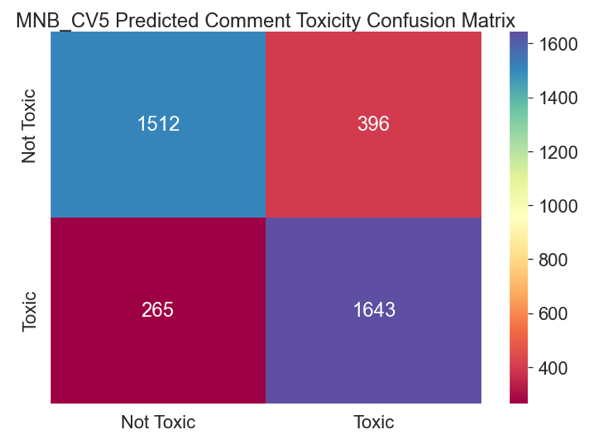 MNB_CV5 Predicted Comment Toxicity Confusion Matrix
Not Toxic
1512
396
Toxic
265
1643
Not Toxic
Toxic
1600
1400
1200
1000
800
600
400